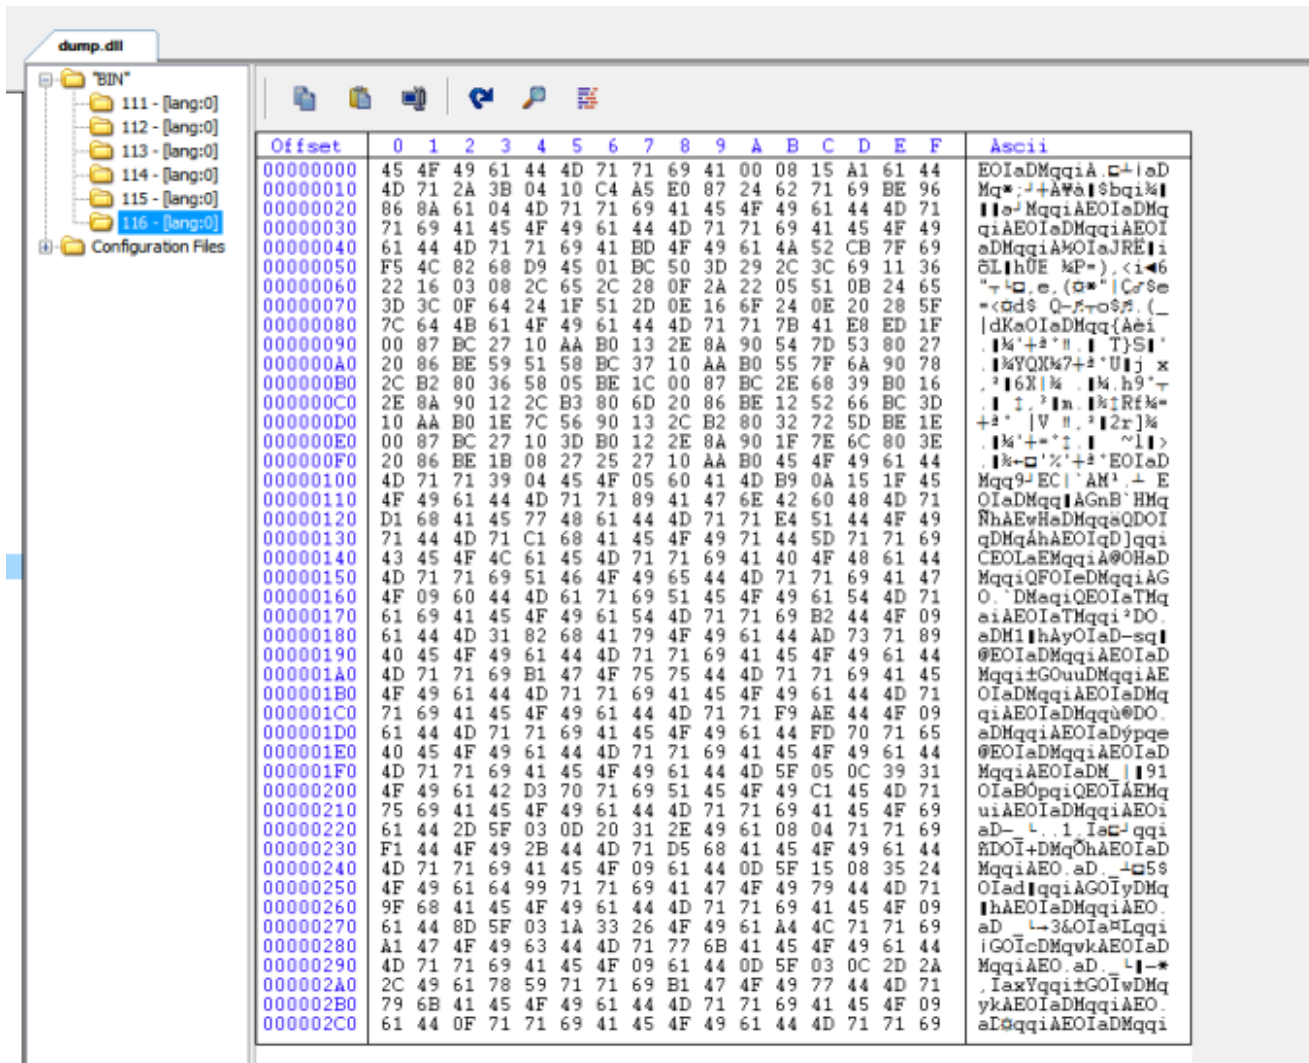 dump.dll
"BIN"
111 - [lang:0]
112 - [lang:0]
113 - [lang:0]
114 - [lang:0]
115 - [lang:0]
116 - [lang:0]
Configuration Files
Offset 0 1 2 3 4 5 6 7 8 9 A B C D E F Ascii
00000000 45 4F 49 61 44 4D 71 71 69 41 00 08 15 A1 61 44
00000010 4D 71 2A 3B 04 10 C4 A5 E0 87 24 62 71 69 BE 96
00000020 86 8A 61 04 4D 71 71 69 41 45 4F 49 61 44 4D 71
00000030 71 69 41 45 4F 49 61 44 4D 71 71 69 41 45 4F 49 qiAEOIaDMqqiAEOI
00000040 61 44 4D 71 71 69 41 BD 4F 49 61 4A 52 CB 7F 69
00000050 F5 4C 82 68 D9 45 01 BC 50 3D 29 2C 3C 69 11 36
00000060 22 16 03 08 2C 65 2C 28 0F 2A 22 05 51 0B 24 65
00000070 3D 3C 0F 64 24 1F 51 2D 0E 16 6F 24 0E 20 28 5F
00000080 7C 64 4B 61 4F 49 61 44 4D 71 71 7B 41 E8 ED 1F
00000090 00 87 BC 27 10 AA B0 13 2E 8A 90 54 7D 53 80 27
000000A0 20 86 BE 59 51 58 BC 37 10 AA B0 55 7F 6A 90 78
000000B0 2C B2 80 36 58 05 BE 1C 00 87 BC 2E 68 39 B0 16
000000C0 2E 8A 90 12 2C B3 80 6D 20 86 BE 12 52 66 BC 3D
000000D0 10 AA B0 1E 7C 56 90 13 2C B2 80 32 72 5D BE 1E
000000E0 00 87 BC 27 10 3D B0 12 2E 8A 90 1F 7E 6C 80 3E
000000F0 20 86 BE 1B 08 27 25 27 10 AA B0 45 4F 49 61 44
00000100 4D 71 71 39 04 45 4F 05 60 41 4D B9 0A 15 1F 45
00000110 4F 49 61 44 4D 71 71 89 41 47 6E 42 60 48 4D 71
00000120 D1 68 41 45 77 48 61 44 4D 71 71 E4 51 44 4F 49 ÑhAEwHaDMqqäQDOI
00000130 71 44 4D 71 C1 68 41 45 4F 49 71 44 5D 71 71 69 qDMqÁhAEOIqD]qqi
00000140 43 45 4F 4C 61 45 4D 71 71 69 41 40 4F 48 61 44 CEOLaEMqqiA@OHaD
00000150 4D 71 71 69 51 46 4F 49 65 44 4D 71 71 69 41 47 MqqiQFOIeDMqqiAG
00000160 4F 09 60 44 4D 61 71 69 51 45 4F 49 61 54 4D 71 O.`DMaqiQEOIaTMq
00000170 61 69 41 45 4F 49 61 54 4D 71 71 69 B2 44 4F 09 aiAEOIaTMqqi²DO.
00000180 61 44 4D 31 82 68 41 79 4F 49 61 44 AD 73 71 89
00000190 40 45 4F 49 61 44 4D 71 71 69 41 45 4F 49 61 44 @EOIaDMqqiAEOIaD
000001A0 4D 71 71 69 B1 47 4F 75 75 44 4D 71 71 69 41 45 Mqqi±GOuuDMqqiAE
000001B0 4F 49 61 44 4D 71 71 69 41 45 4F 49 61 44 4D 71 OIaDMqqiAEOIaDMq
000001C0 71 69 41 45 4F 49 61 44 4D 71 71 F9 AE 44 4F 09 qiAEOIaDMqqù®DO.
000001D0 61 44 4D 71 71 69 41 45 4F 49 61 44 FD 70 71 65 aDMqqiAEOIaDýpqe
000001E0 40 45 4F 49 61 44 4D 71 71 69 41 45 4F 49 61 44 @EOIaDMqqiAEOIaD
000001F0 4D 71 71 69 41 45 4F 49 61 44 4D 5F 05 0C 39 31
00000200 4F 49 61 42 D3 70 71 69 51 45 4F 49 C1 45 4D 71 OIaBÓpqiQEOIÁEMq
00000210 75 69 41 45 4F 49 61 44 4D 71 71 69 41 45 4F 69 uiAEOIaDMqqiAEOi
00000220 61 44 2D 5F 03 0D 20 31 2E 49 61 08 04 71 71 69
00000230 F1 44 4F 49 2B 44 4D 71 D5 68 41 45 4F 49 61 44 ñDOI+DMqÕhAEOIaD
00000240 4D 71 71 69 41 45 4F 09 61 44 0D 5F 15 08 35 24
00000250 4F 49 61 64 99 71 71 69 41 47 4F 49 79 44 4D 71
00000260 9F 68 41 45 4F 49 61 44 4D 71 71 69 41 45 4F 09
00000270 61 44 8D 5F 03 1A 33 26 4F 49 61 A4 4C 71 71 69
00000280 A1 47 4F 49 63 44 4D 71 77 6B 41 45 4F 49 61 44 ¡GOIcDMqwkAEOIaD
00000290 4D 71 71 69 41 45 4F 09 61 44 0D 5F 03 0C 2D 2A
000002A0 2C 49 61 78 59 71 71 69 B1 47 4F 49 77 44 4D 71 ,IaxYqqi±GOIwDMq
000002B0 79 6B 41 45 4F 49 61 44 4D 71 71 69 41 45 4F 09 ykAEOIaDMqqiAEO.
000002C0 61 44 0F 71 71 69 41 45 4F 49 61 44 4D 71 71 69